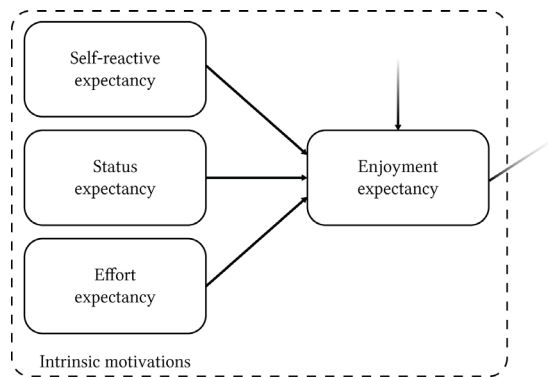 Self-reactive
expectancy
Status
expectancy
Enjoyment
expectancy
Effort
expectancy
Intrinsic motivations